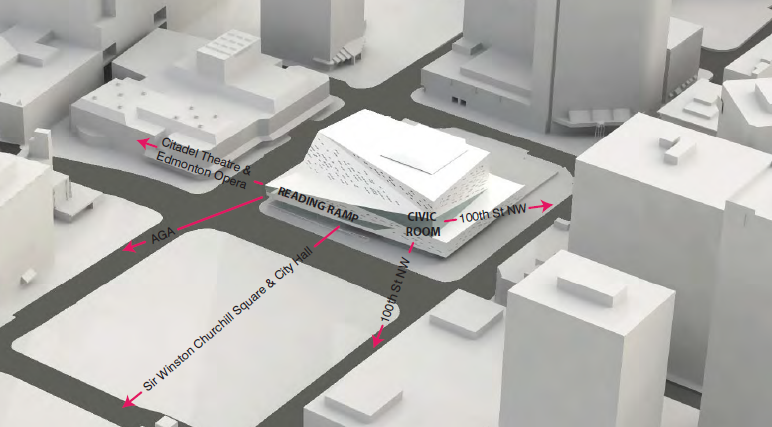 Citadel Theatre &
Edmonton Opera
READING RAMP
CIVIC
ROOM
100th St NW
AGA
Sir Winston Churchill Square & City Hall
100th St NW